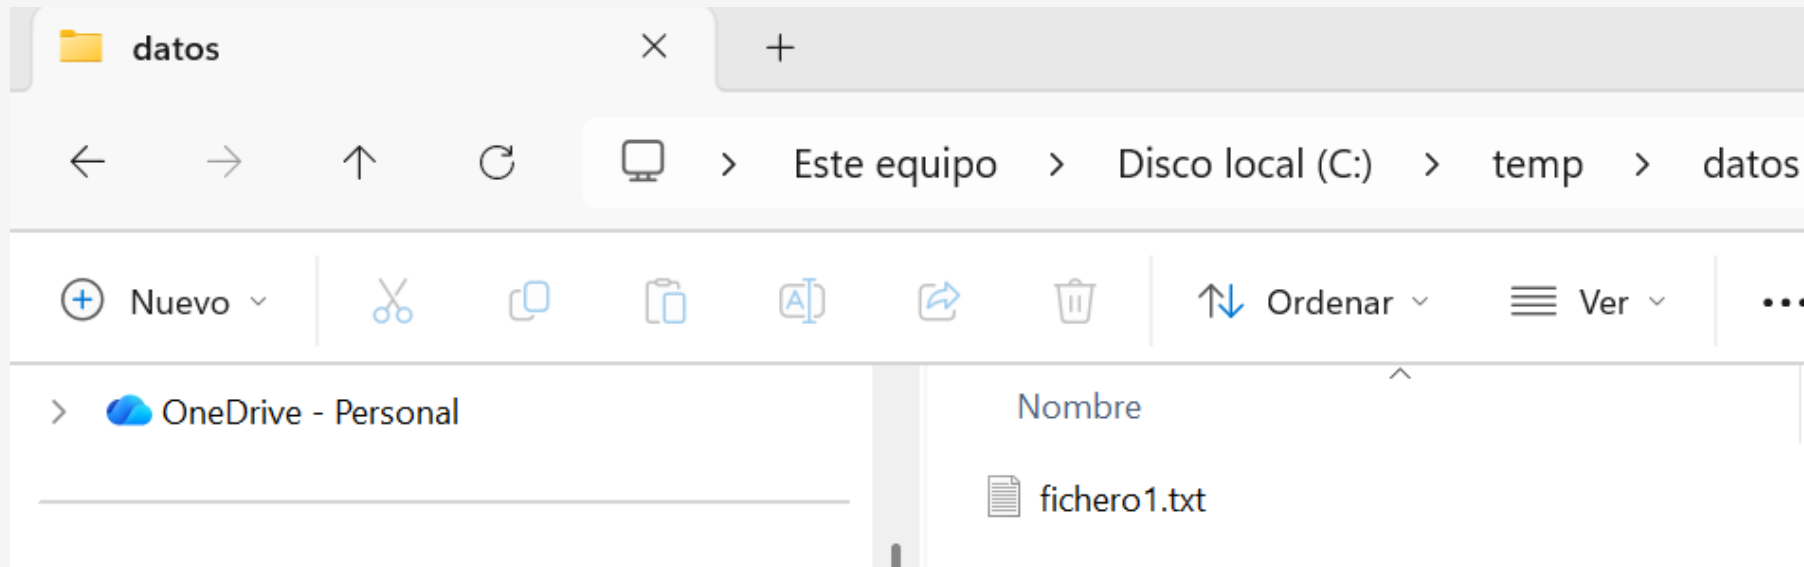 datos
Este equipo > Disco local (C:) > temp > datos
Nuevo A Ordenar Ver
OneDrive - Personal
Nombre
fichero1.txt